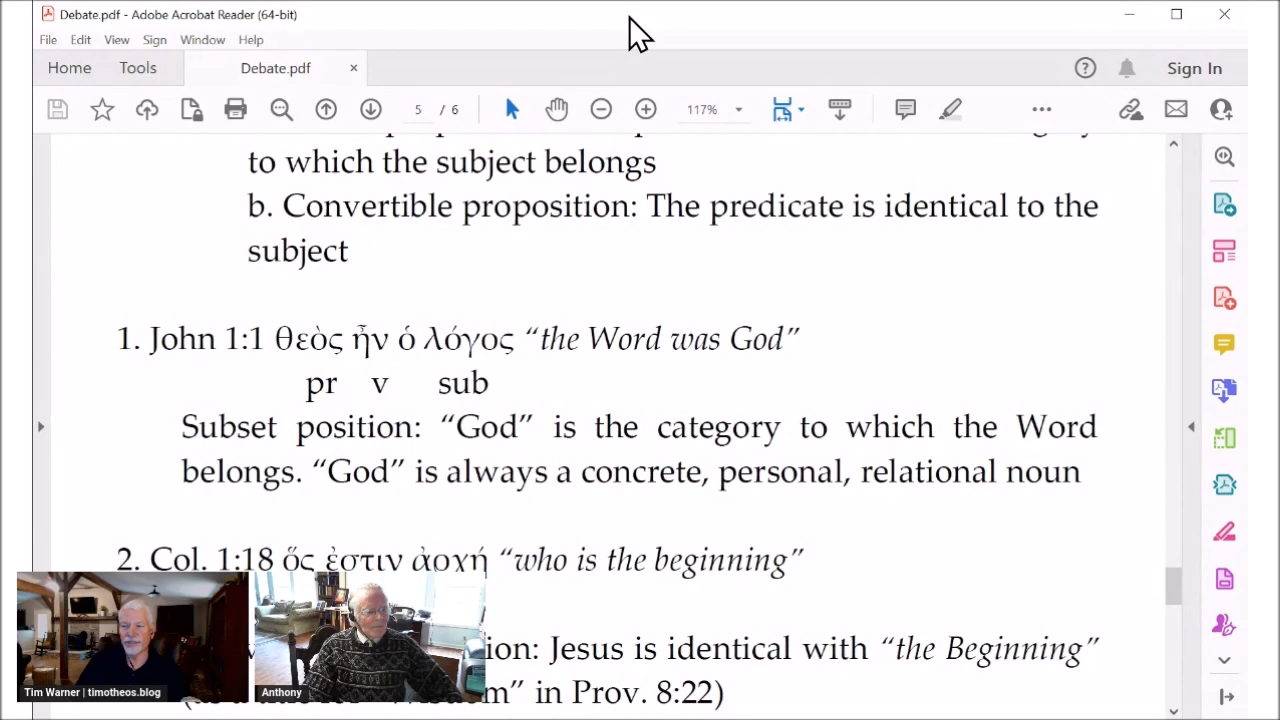 Debate.pdf - Adobe Acrobat Reader (64-bit)
File Edit View Sign Window Help
Home Tools Debate.pdf × Sign In
5 / 6 117%
to which the subject belongs
b. Convertible proposition: The predicate is identical to the
subject
1. John 1:1 θεὸς ἦν ὁ λόγος “the Word was God”
pr v sub
Subset position: “God” is the category to which the Word
belongs. “God” is always a concrete, personal, relational noun
2. Col. 1:18 ὅς ἐστιν ἀρχή “who is the beginning”
ion: Jesus is identical with “the Beginning”
in Prov. 8:22)
Tim Warner | timotheos.blog
Anthony